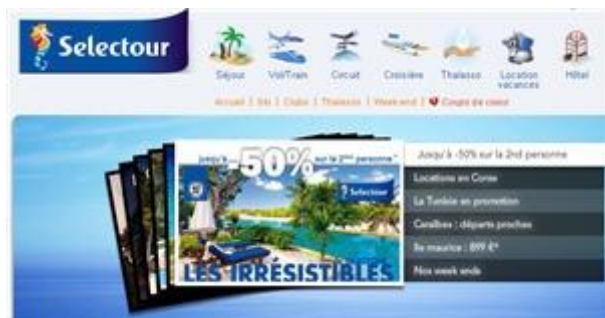 Selectour
Séjour
Vol/Train
Circuit
Croisière
Thalasso
Location vacances
Hôtel
Accueil | Ski | Clubs | Thalasso | Week end | Coups de coeur
jusqu'à -50% sur la 2ème personne*
Selectour
LES IRRÉSISTIBLES
Jusqu'à -50% sur la 2nd personne
Locations en Corse
La Tunisie en promotion
Caraïbes : départs proches
Ile maurice : 899 €*
Nos week ends